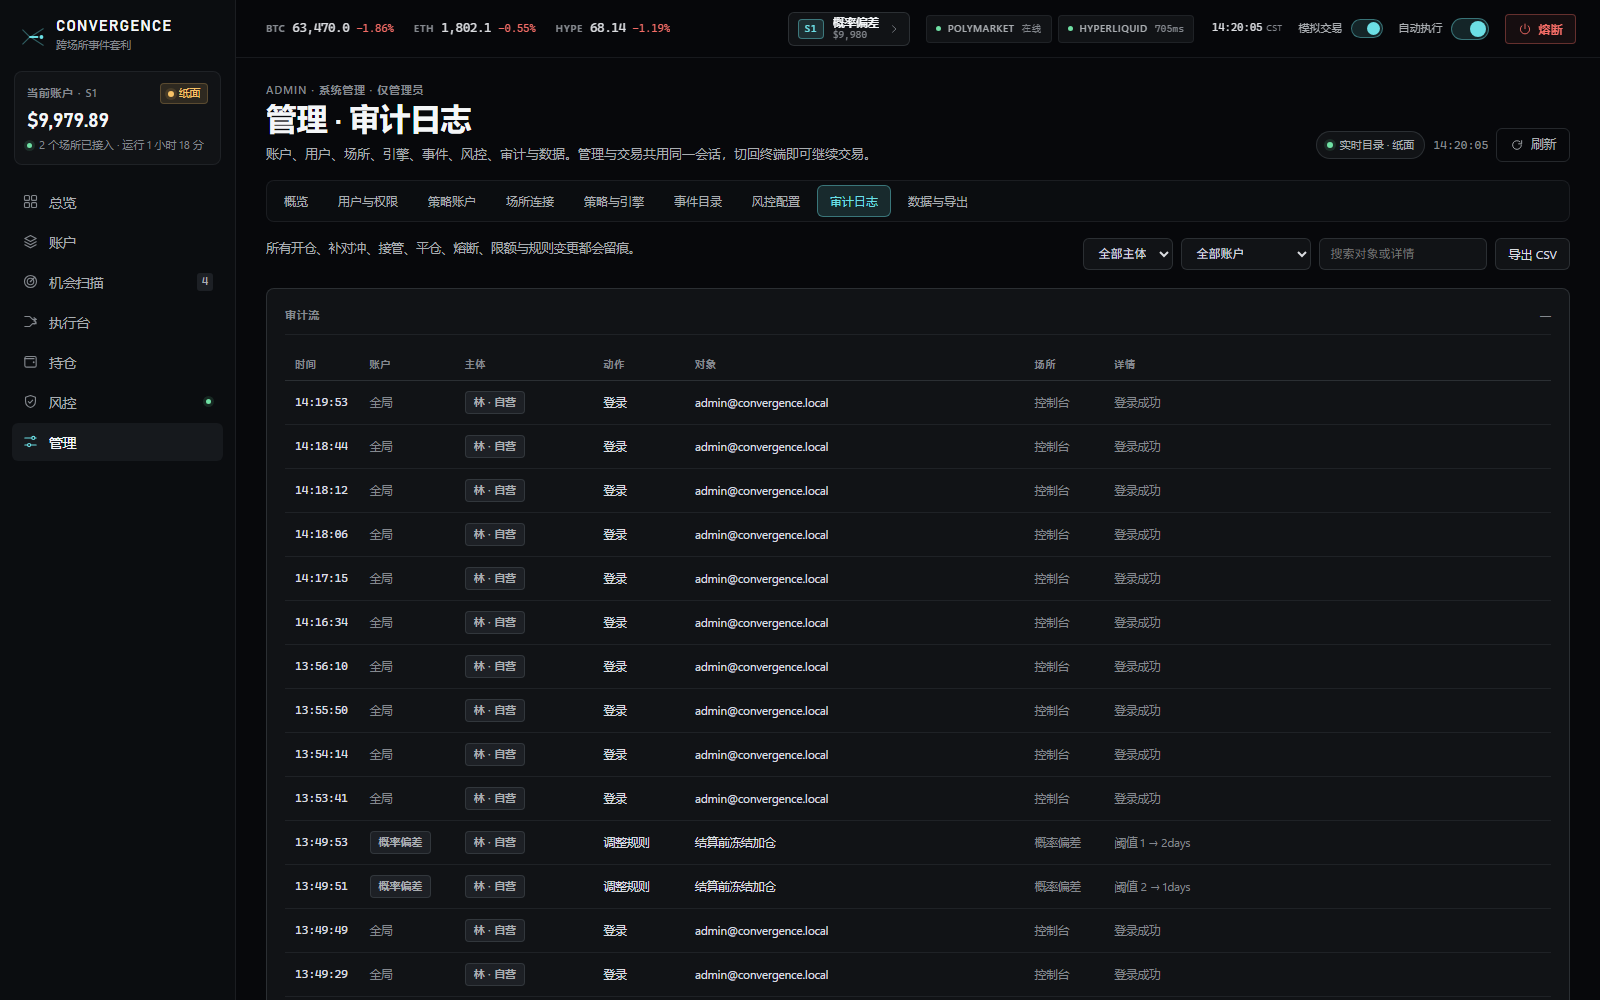 CONVERGENCE
跨场所事件套利
BTC 63,470.0 −1.86% ETH 1,802.1 −0.55% HYPE 68.14 −1.19%
S1 概率偏差 $9,980
POLYMARKET 在线
HYPERLIQUID 705ms
14:20:05 CST
模拟交易
自动执行
熔断
当前账户 · S1
纸面
$9,979.89
2 个场所已接入 · 运行 1 小时 18 分
总览
账户
机会扫描 4
执行台
持仓
风控
管理
ADMIN · 系统管理 · 仅管理员
管理 · 审计日志
账户、用户、场所、引擎、事件、风控、审计与数据。管理与交易共用同一会话，切回终端即可继续交易。
实时目录 · 纸面 14:20:05 刷新
概览 用户与权限 策略账户 场所连接 策略与引擎 事件目录 风控配置 审计日志 数据与导出
所有开仓、补对冲、接管、平仓、熔断、限额与规则变更都会留痕。
全部主体 全部账户 搜索对象或详情 导出 CSV
审计流 —
时间 账户 主体 动作 对象 场所 详情
14:19:53 全局 林 · 自营 登录 admin@convergence.local 控制台 登录成功
14:18:44 全局 林 · 自营 登录 admin@convergence.local 控制台 登录成功
14:18:12 全局 林 · 自营 登录 admin@convergence.local 控制台 登录成功
14:18:06 全局 林 · 自营 登录 admin@convergence.local 控制台 登录成功
14:17:15 全局 林 · 自营 登录 admin@convergence.local 控制台 登录成功
14:16:34 全局 林 · 自营 登录 admin@convergence.local 控制台 登录成功
13:56:10 全局 林 · 自营 登录 admin@convergence.local 控制台 登录成功
13:55:50 全局 林 · 自营 登录 admin@convergence.local 控制台 登录成功
13:54:14 全局 林 · 自营 登录 admin@convergence.local 控制台 登录成功
13:53:41 全局 林 · 自营 登录 admin@convergence.local 控制台 登录成功
13:49:53 概率偏差 林 · 自营 调整规则 结算前冻结加仓 概率偏差 阈值 1 → 2days
13:49:51 概率偏差 林 · 自营 调整规则 结算前冻结加仓 概率偏差 阈值 2 → 1days
13:49:49 全局 林 · 自营 登录 admin@convergence.local 控制台 登录成功
13:49:29 全局 林 · 自营 登录 admin@convergence.local 控制台 登录成功